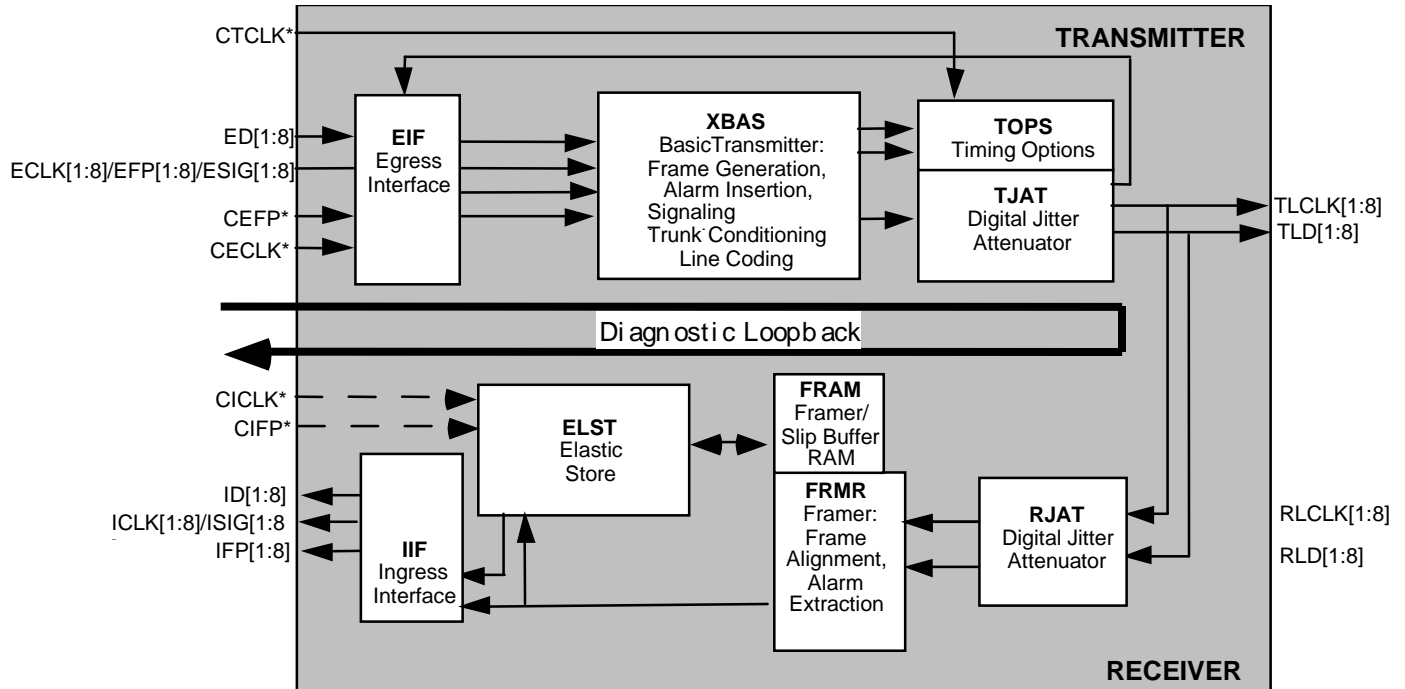 CTCLK*
TRANSMITTER
ED[1:8]
ECLK[1:8]/EFP[1:8]/ESIG[1:8]
CEFP*
CECLK*
EIF
Egress
Interface
XBAS
BasicTransmitter:
Frame Generation,
Alarm Insertion,
Signaling
Trunk Conditioning
Line Coding
TOPS
Timing Options
TJAT
Digital Jitter
Attenuator
TLCLK[1:8]
TLD[1:8]
Diagnostic Loopback
CICLK*
CIFP*
ID[1:8]
ICLK[1:8]/ISIG[1:8
IFP[1:8]
ELST
Elastic
Store
IIF
Ingress
Interface
FRAM
Framer/
Slip Buffer
RAM
FRMR
Framer:
Frame
Alignment,
Alarm
Extraction
RJAT
Digital Jitter
Attenuator
RLCLK[1:8]
RLD[1:8]
RECEIVER